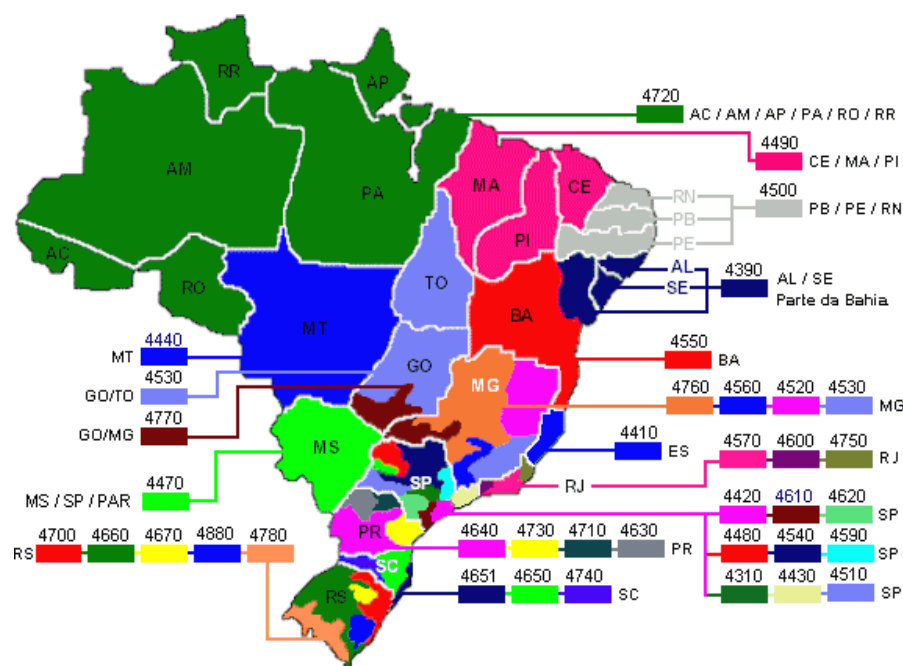 RR
AP
4720
AC / AM / AP / PA / RO / RR
4490
CE / MA / PI
AM
PA
MA
CE
RN
4500
PB
PB / PE / RN
PI
PE
AC
AL
4390
AL / SE
RO
TO
SE
Parte da Bahia
MT
BA
4440
MT
4550
BA
4530
GO/TO
GO
MG
4760 4560 4520 4530
MG
4770
GO/MG
4410
ES
MS
4570 4600 4750
RJ
4470
MS / SP / PAR
SP
RJ
4420 4610 4620
SP
4700 4660 4670 4880 4780
RS
PR
4640 4730 4710 4630
PR
4480 4540 4590
SP
SC
4651 4650 4740
SC
RS
4310 4430 4510
SP